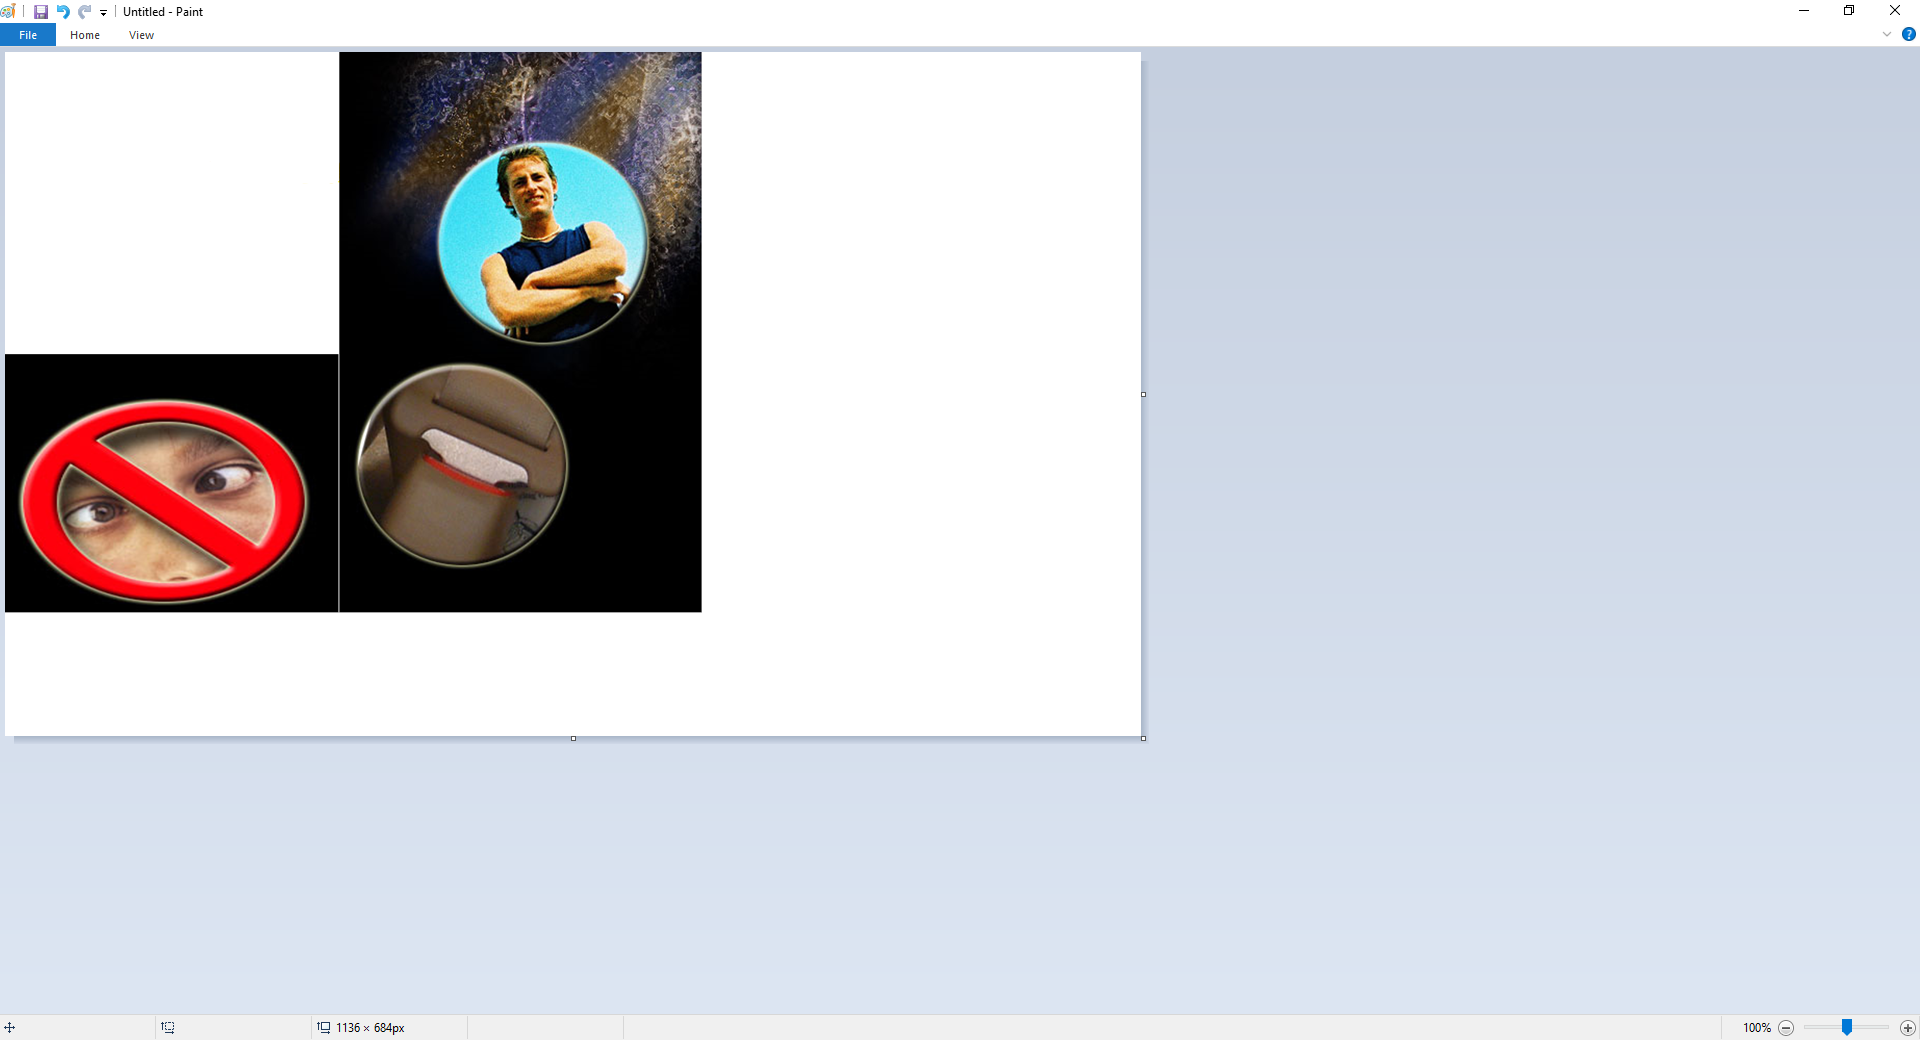 Untitled - Paint
File Home View
1136 × 684px
100%